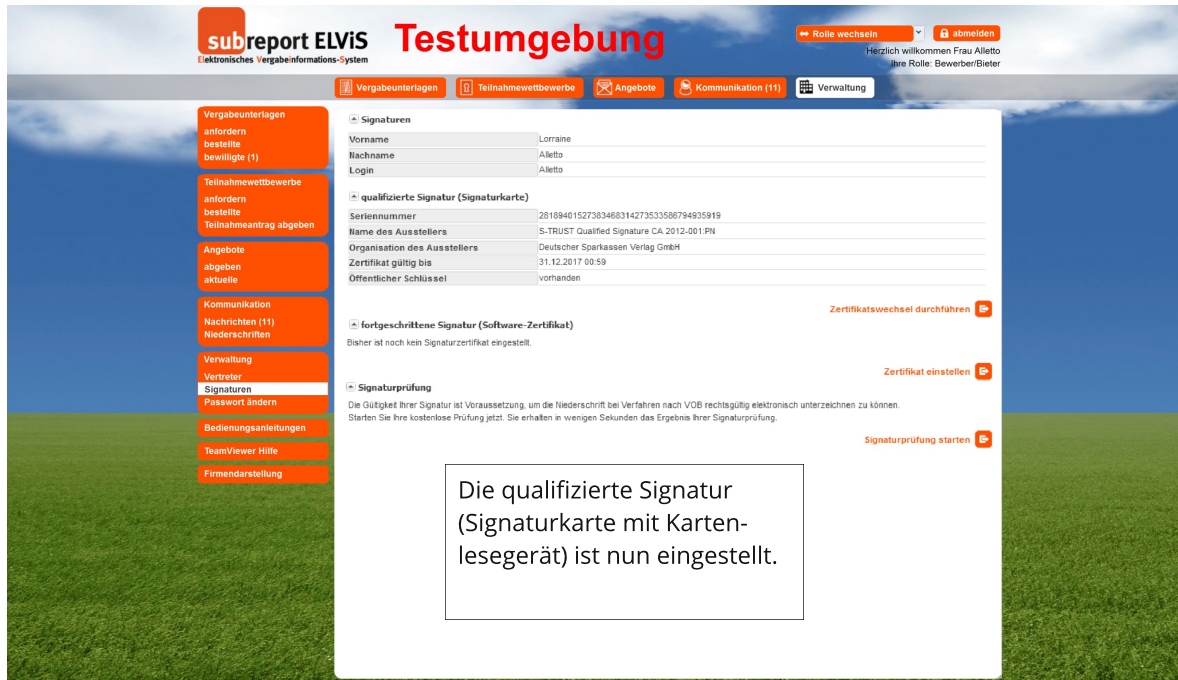 subreport ELViS
Elektronisches Vergabeinformations-System
Testumgebung
Rolle wechseln
abmelden
Herzlich willkommen Frau Alletto
Ihre Rolle: Bewerber/Bieter
Vergabeunterlagen
Teilnahmewettbewerbe
Angebote
Kommunikation (11)
Verwaltung
Vergabeunterlagen
anfordern
bestellte
bewilligte (1)
Teilnahmewettbewerbe
anfordern
bestellte
Teilnahmeantrag abgeben
Angebote
abgeben
aktuelle
Kommunikation
Nachrichten (11)
Niederschriften
Verwaltung
Vertreter
Signaturen
Passwort ändern
Bedienungsanleitungen
TeamViewer Hilfe
Firmendarstellung
Signaturen
Vorname Lorraine
Nachname Alletto
Login Alletto
qualifizierte Signatur (Signaturkarte)
Seriennummer 28189401527383468314273533586794935919
Name des Ausstellers S-TRUST Qualified Signature CA 2012-001:PN
Organisation des Ausstellers Deutscher Sparkassen Verlag GmbH
Zertifikat gültig bis 31.12.2017 00:59
Öffentlicher Schlüssel vorhanden
Zertifikatswechsel durchführen
fortgeschrittene Signatur (Software-Zertifikat)
Bisher ist noch kein Signaturzertifikat eingestellt.
Zertifikat einstellen
Signaturprüfung
Die Gültigkeit Ihrer Signatur ist Voraussetzung, um die Niederschrift bei Verfahren nach VOB rechtsgültig elektronisch unterzeichnen zu können.
Starten Sie Ihre kostenlose Prüfung jetzt. Sie erhalten in wenigen Sekunden das Ergebnis Ihrer Signaturprüfung.
Signaturprüfung starten
Die qualifizierte Signatur
(Signaturkarte mit Karten-
lesegerät) ist nun eingestellt.